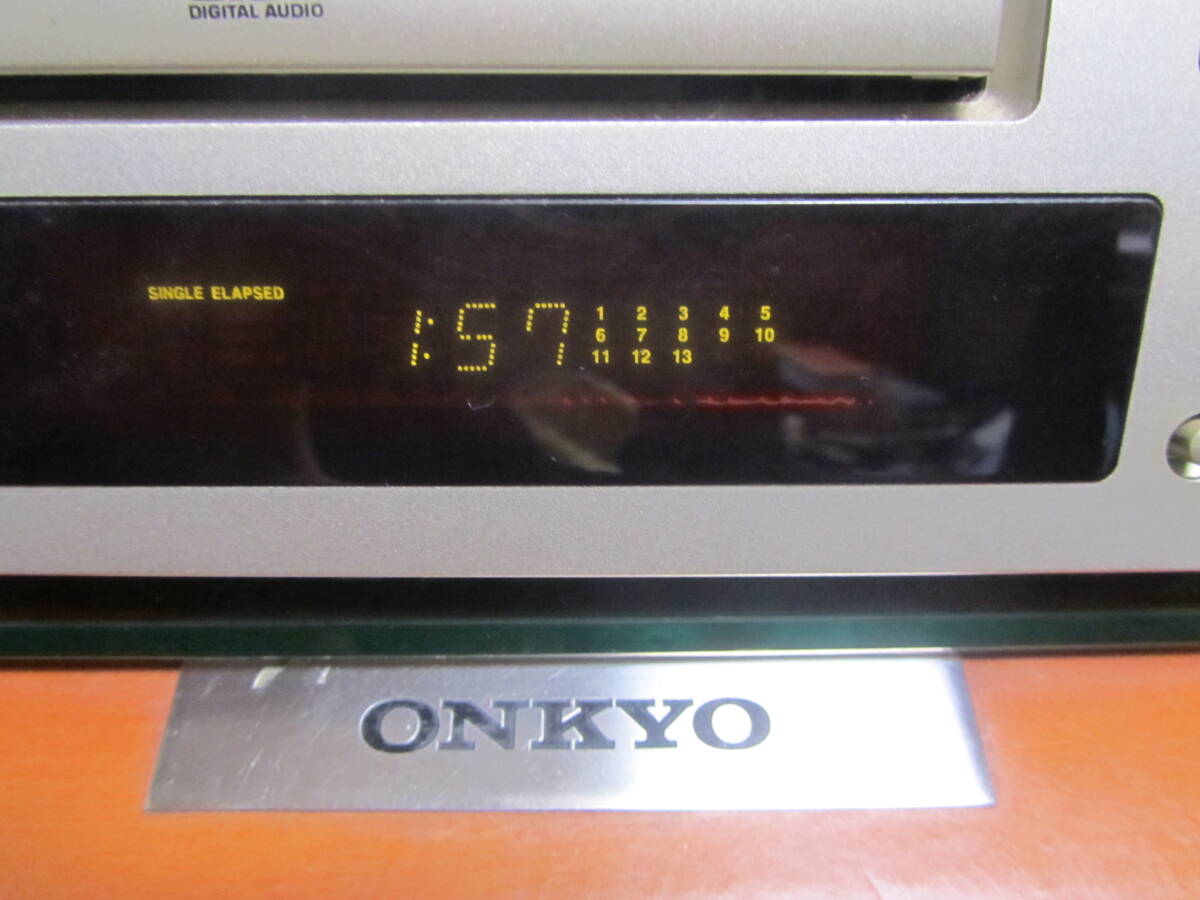 DIGITAL AUDIO
SINGLE ELAPSED
1:57
1 2 3 4 5
6 7 8 9 10
11 12 13
ONKYO